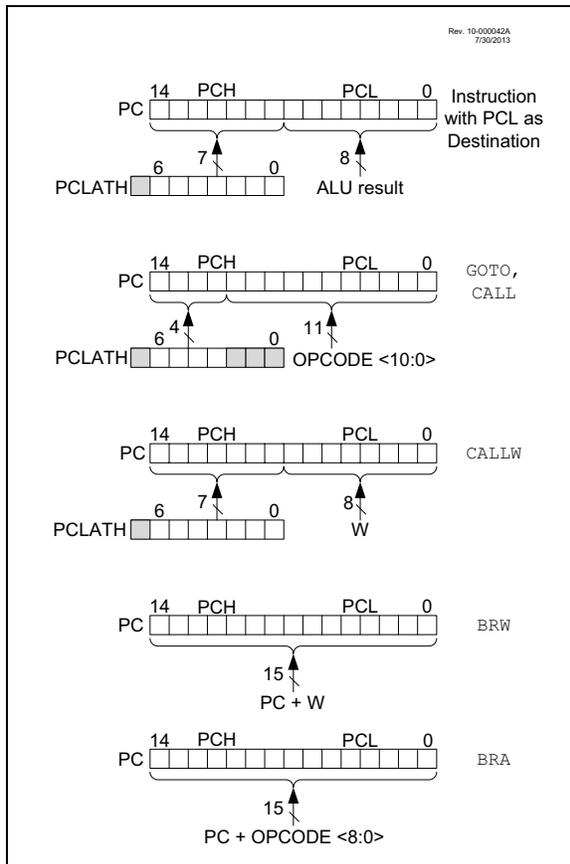 Rev. 10-000042A
7/30/2013
14 PCH PCL 0
PC
Instruction
with PCL as
Destination
7 8
6 0
PCLATH ALU result
14 PCH PCL 0
PC
GOTO,
CALL
4 11
6 0
PCLATH OPCODE <10:0>
14 PCH PCL 0
PC CALLW
7 8
6 0
PCLATH W
14 PCH PCL 0
PC BRW
15
PC + W
14 PCH PCL 0
PC BRA
15
PC + OPCODE <8:0>